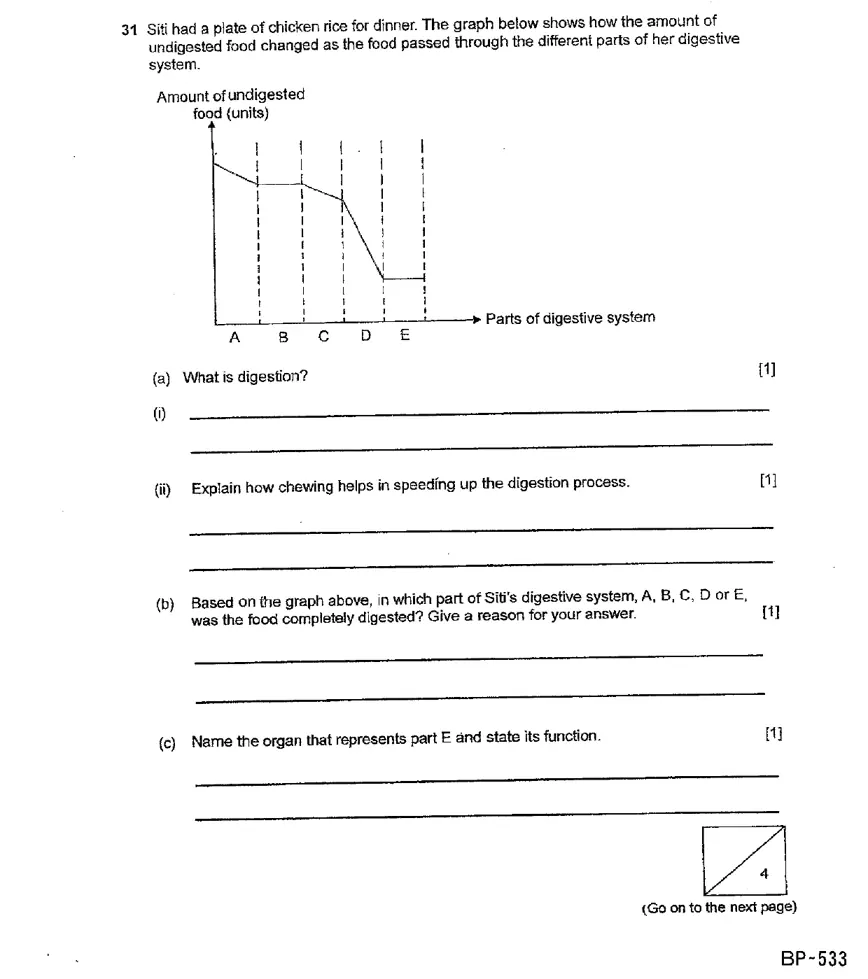 31 Siti had a plate of chicken rice for dinner. The graph below shows how the amount of
undigested food changed as the food passed through the different parts of her digestive
system.
Amount of undigested
food (units)
Parts of digestive system
A B C D E
(a) What is digestion? [1]
(i)
(ii) Explain how chewing helps in speeding up the digestion process. [1]
(b) Based on the graph above, in which part of Siti's digestive system, A, B, C, D or E,
was the food completely digested? Give a reason for your answer. [1]
(c) Name the organ that represents part E and state its function. [1]
4
(Go on to the next page)
BP-533